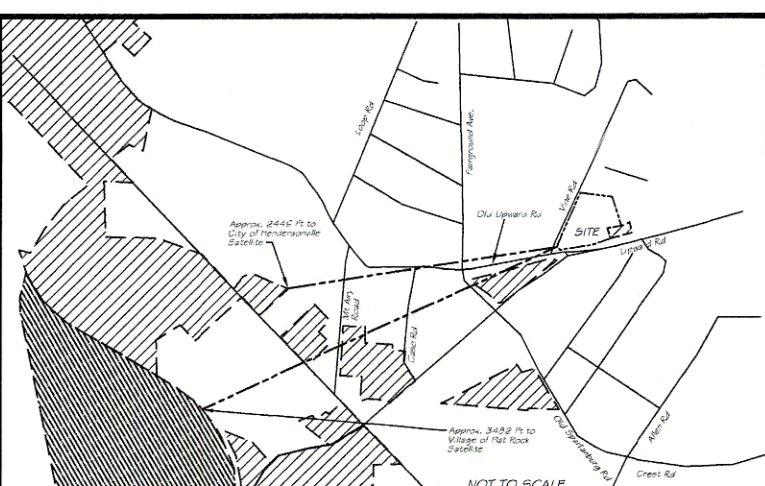 Loop Rd
Fairground Ave.
Vine Rd
Old Upward Rd
SITE
Upward Rd
Approx. 2446 Ft to
City of Hendersonville
Satellite
Mt Airy
Road
Case Rd
Approx. 3482 Ft to
Village of Flat Rock
Satellite
Old Spartanburg Rd
Allen Rd
Crest Rd
NOT TO SCALE